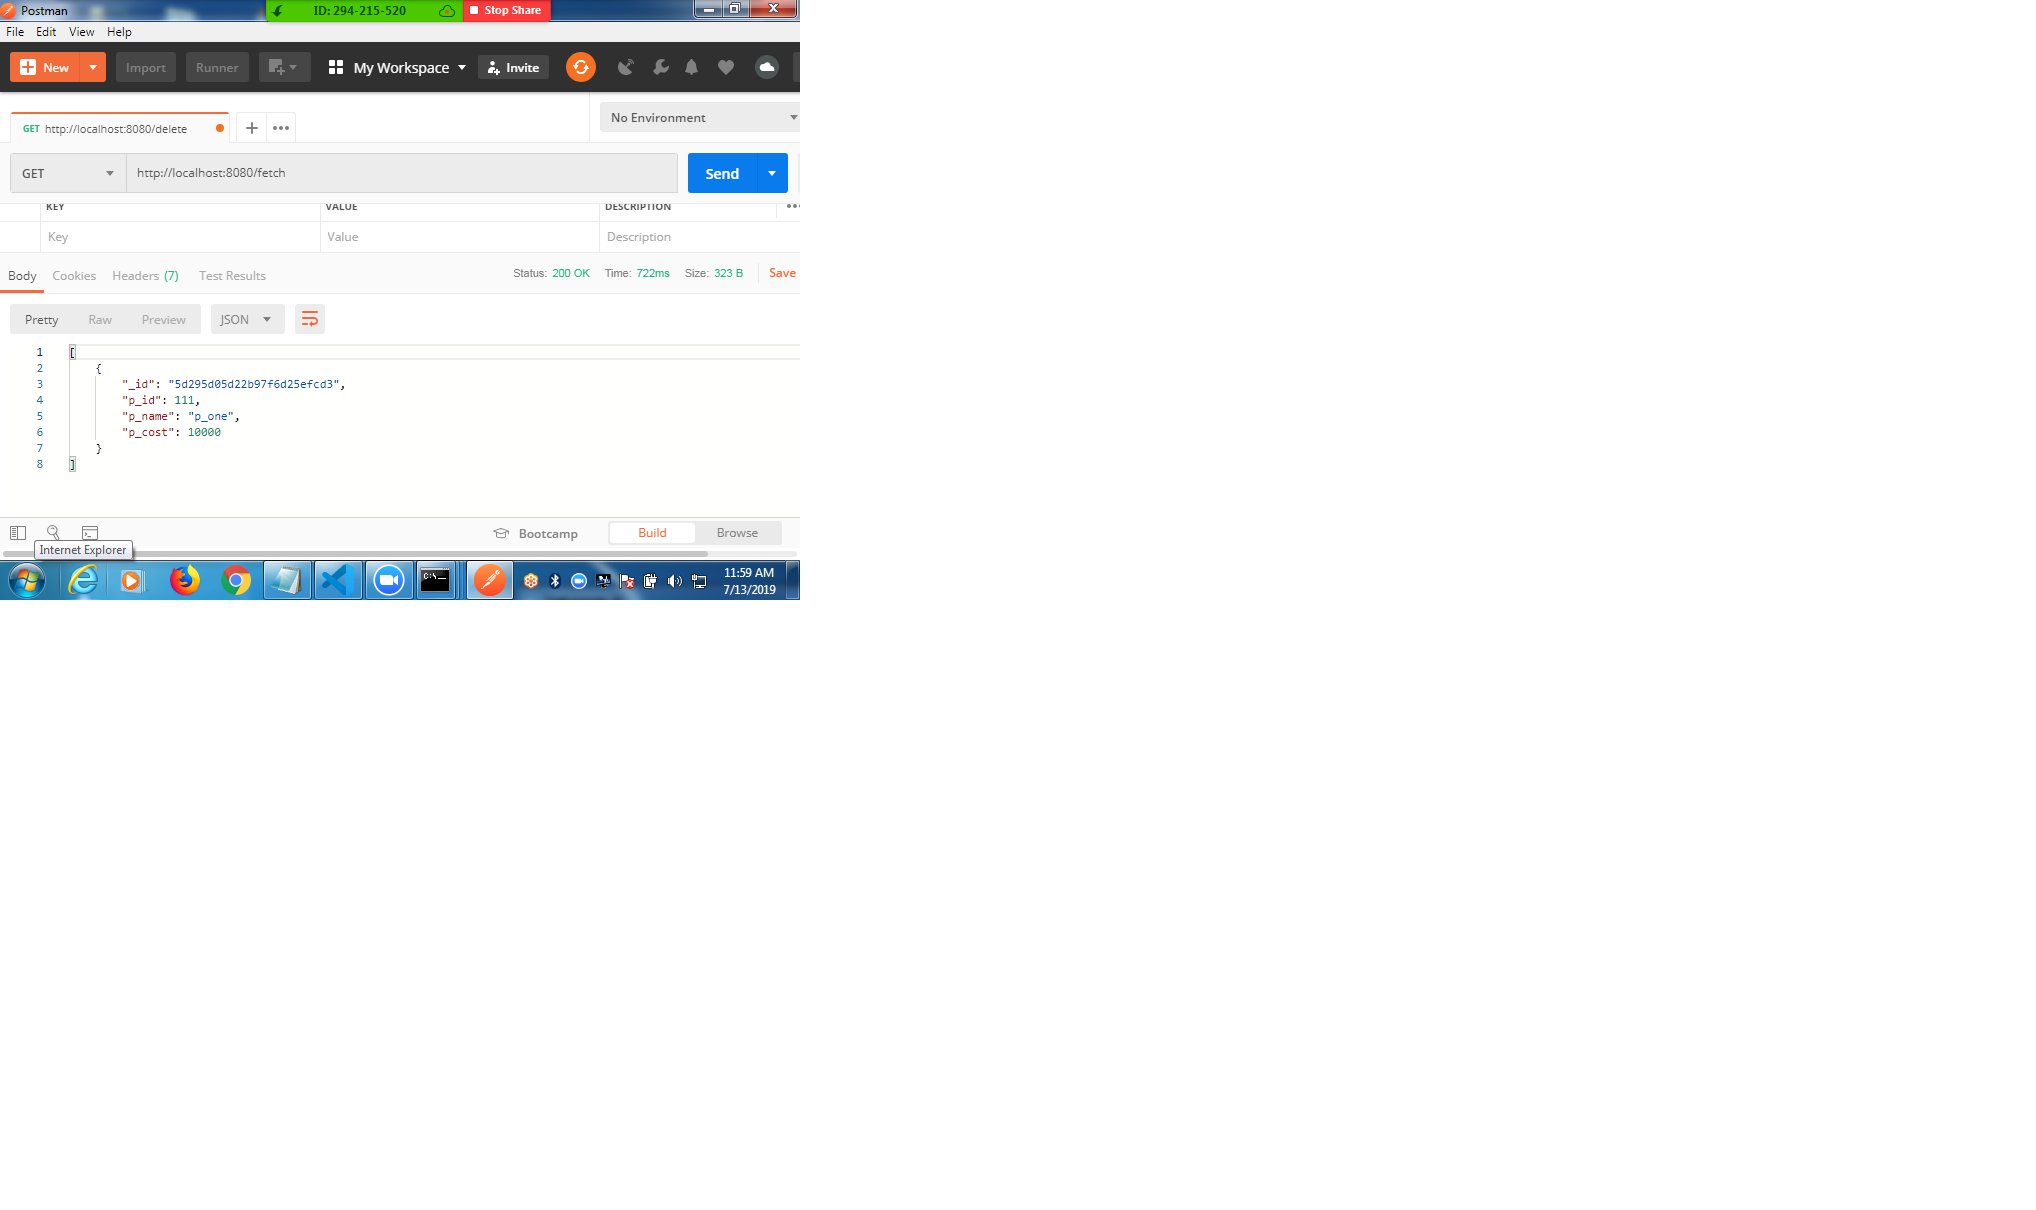 Postman
ID: 294-215-520
Stop Share
File Edit View Help
New
Import
Runner
My Workspace
Invite
GET http://localhost:8080/delete
No Environment
GET
http://localhost:8080/fetch
Send
KEY VALUE DESCRIPTION
Key Value Description
Body Cookies Headers (7) Test Results
Status: 200 OK Time: 722ms Size: 323 B Save
Pretty Raw Preview JSON
1 [
2 {
3 "_id": "5d295d05d22b97f6d25efcd3",
4 "p_id": 111,
5 "p_name": "p_one",
6 "p_cost": 10000
7 }
8 ]
Bootcamp Build Browse
Internet Explorer
C:\_
11:59 AM
7/13/2019